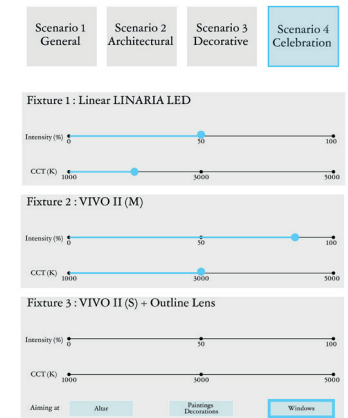 Scenario 1
General
Scenario 2
Architectural
Scenario 3
Decorative
Scenario 4
Celebration
Fixture 1 : Linear LINARIA LED
Intensity (%)
0 50 100
CCT (K)
1000 3000 5000
Fixture 2 : VIVO II (M)
Intensity (%)
0 50 100
CCT (K)
1000 3000 5000
Fixture 3 : VIVO II (S) + Outline Lens
Intensity (%)
0 50 100
CCT (K)
1000 3000 5000
Aiming at Altar Paintings Decorations Windows